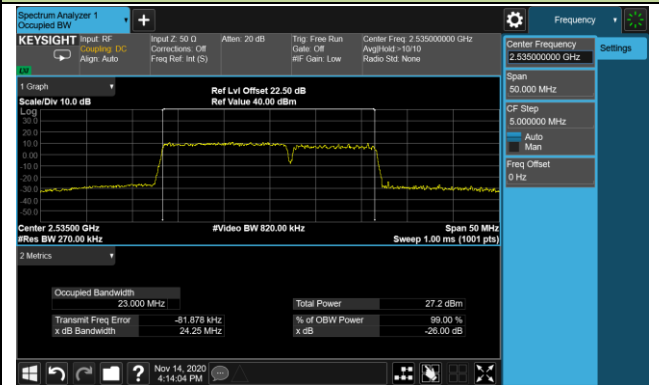 Spectrum Analyzer 1
Occupied BW
Frequency
KEYSIGHT
Input: RF
Coupling: DC
Align: Auto
Input Z: 50 Ω
Corrections: Off
Freq Ref: Int (S)
Atten: 20 dB
Trig: Free Run
Gate: Off
#IF Gain: Low
Center Freq: 2.535000000 GHz
Avg|Hold:>10/10
Radio Std: None
Center Frequency
2.535000000 GHz
Settings
Span
50.000 MHz
CF Step
5.000000 MHz
Auto
Man
Freq Offset
0 Hz
1 Graph
Scale/Div 10.0 dB
Ref Lvl Offset 22.50 dB
Ref Value 40.00 dBm
Log
30.0
20.0
10.0
0.00
-10.0
-20.0
-30.0
-40.0
-50.0
Center 2.53500 GHz
#Video BW 820.00 kHz
Span 50 MHz
#Res BW 270.00 kHz
Sweep 1.00 ms (1001 pts)
2 Metrics
Occupied Bandwidth
23.000 MHz
Total Power
27.2 dBm
Transmit Freq Error
-81.878 kHz
% of OBW Power
99.00 %
x dB Bandwidth
24.25 MHz
x dB
-26.00 dB
?
Nov 14, 2020
4:14:04 PM